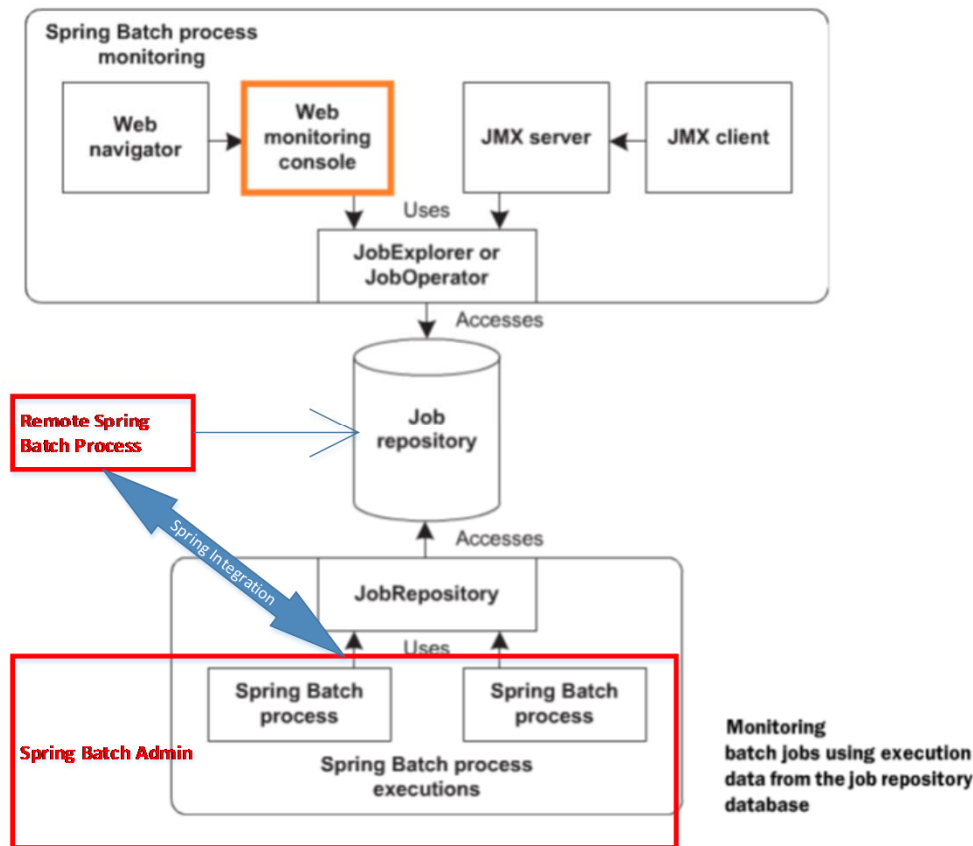 Spring Batch process
monitoring
Web
navigator
Web
monitoring
console
JMX server
JMX client
Uses
JobExplorer or
JobOperator
Accesses
Remote Spring
Batch Process
Job
repository
Spring Integration
Accesses
JobRepository
Uses
Spring Batch
process
Spring Batch
process
Spring Batch Admin
Spring Batch process
executions
Monitoring
batch jobs using execution
data from the job repository
database